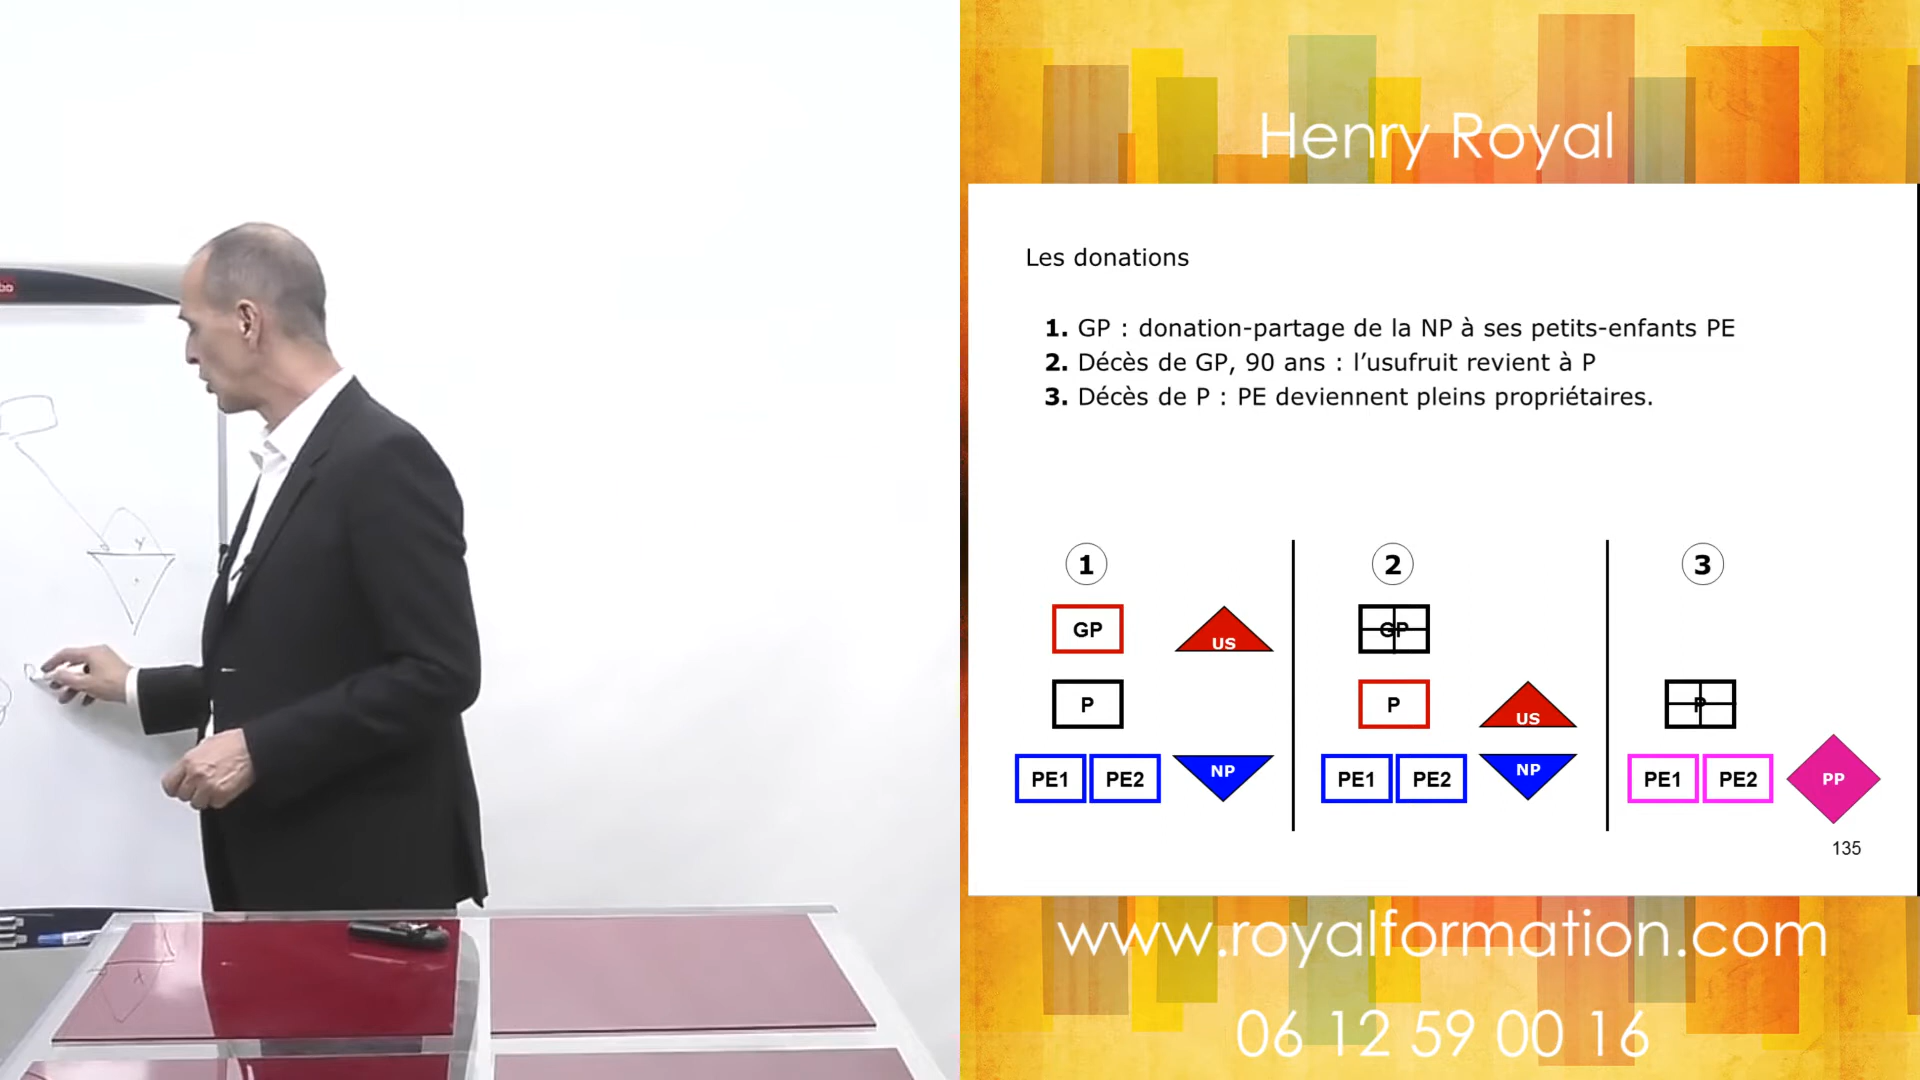 Henry Royal
Les donations
1. GP : donation-partage de la NP à ses petits-enfants PE
2. Décès de GP, 90 ans : l’usufruit revient à P
3. Décès de P : PE deviennent pleins propriétaires.
1 2 3
GP US GP
P P US P
PE1 PE2 NP PE1 PE2 NP PE1 PE2 PP
135
www.royalformation.com
06 12 59 00 16